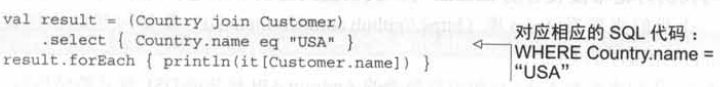 val result = (Country join Customer)
.select { Country.name eq "USA" }
result.forEach { println(it[Customer.name]) }
对应相应的 SQL 代码：
WHERE Country.name =
“USA”